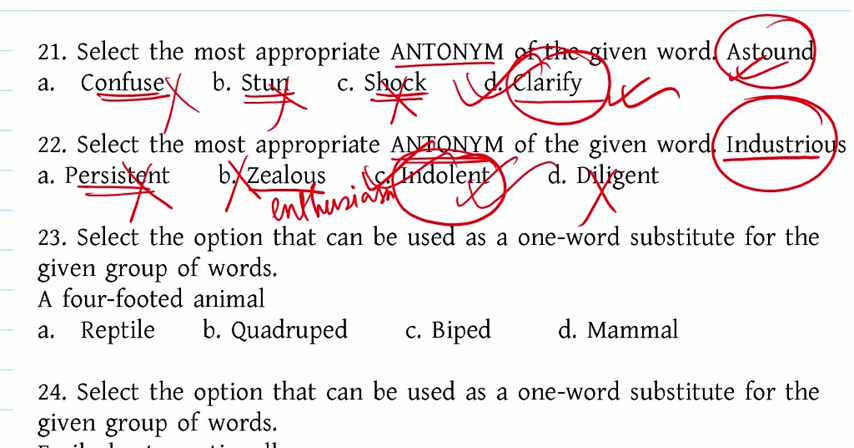 21. Select the most appropriate ANTONYM of the given word. Astound
a. Confuse b. Stun c. Shock d. Clarify
22. Select the most appropriate ANTONYM of the given word. Industrious
a. Persistent b. Zealous c. Indolent d. Diligent
enthusiasm
23. Select the option that can be used as a one-word substitute for the
given group of words.
A four-footed animal
a. Reptile b. Quadruped c. Biped d. Mammal
24. Select the option that can be used as a one-word substitute for the
given group of words.